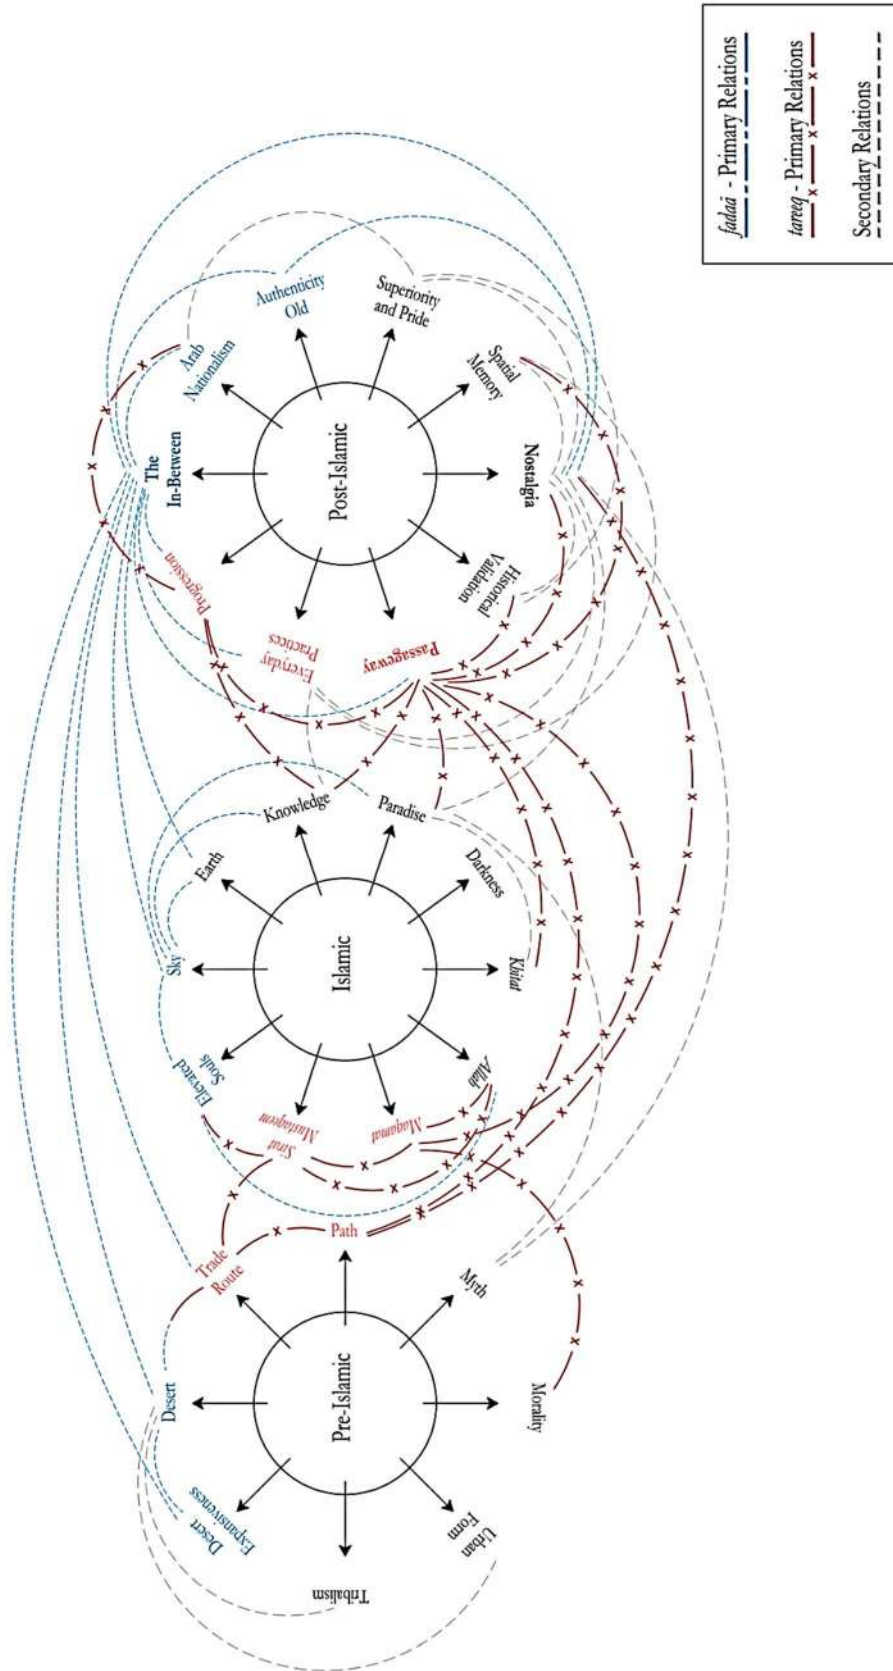 Pre-Islamic
Desert
Trade
Route
Path
Myth
Morality
Urban
Form
Tribalism
Desert
Expansiveness
Islamic
Sky
Earth
Knowledge
Paradise
Darkness
Khitat
Allah
Maqamat
Sirat
Mustaqeem
Elevated
Souls
Post-Islamic
The
In-Between
Arab
Nationalism
Authenticity
Old
Superiority
and Pride
Spatial
Memory
Nostalgia
Historical
Validation
Passageway
Everyday
Practices
Progression
fadaā - Primary Relations
tareeq - Primary Relations
Secondary Relations